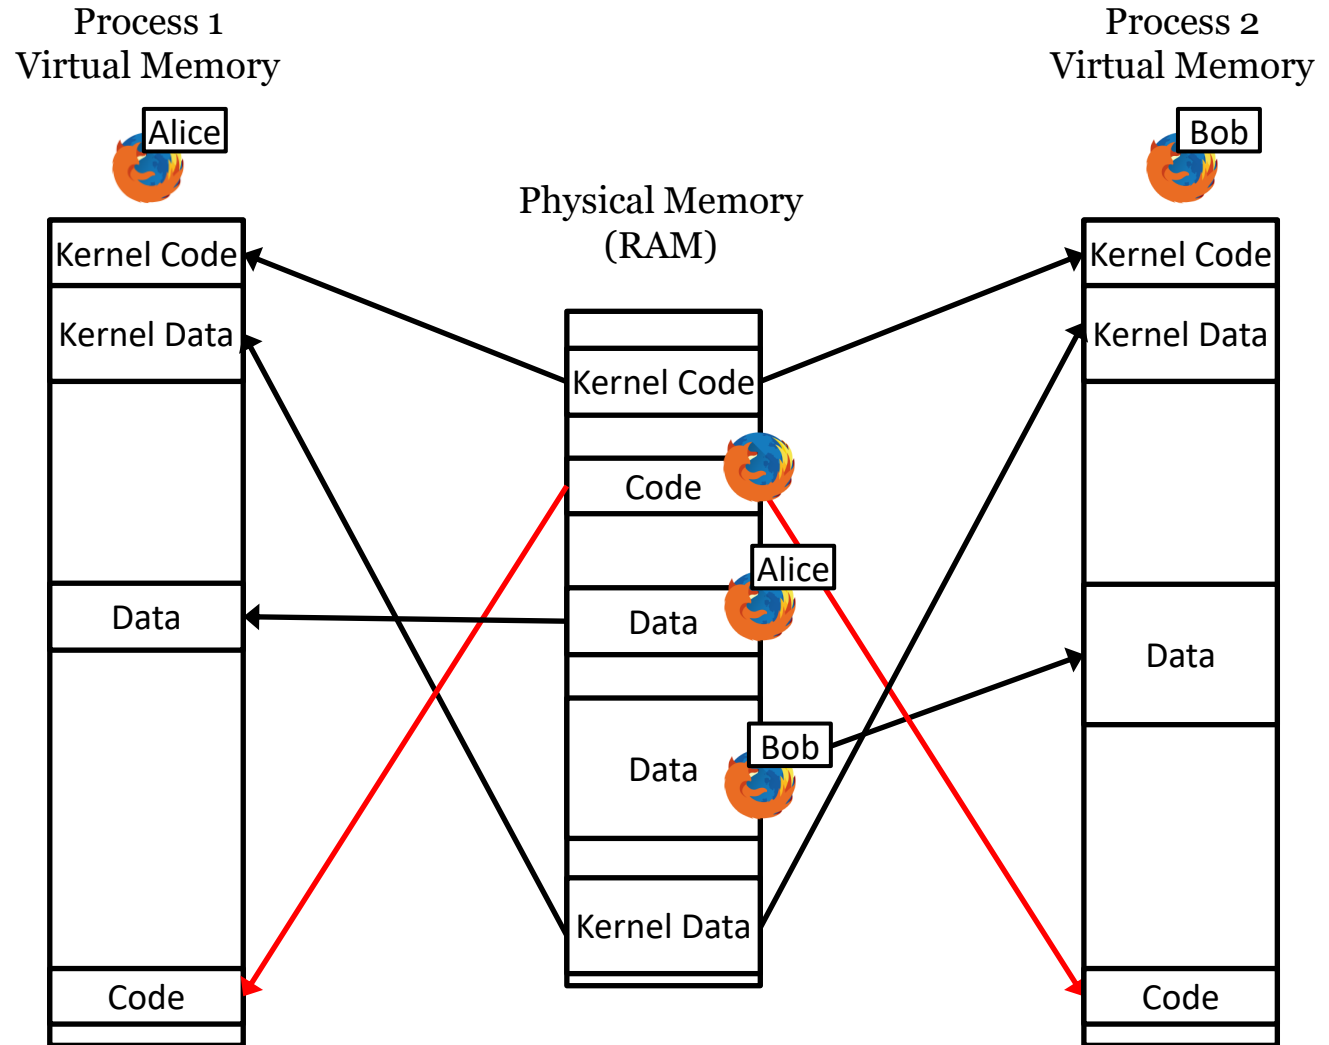 Process 1
Virtual Memory
Alice
Kernel Code
Kernel Data
Data
Code
Physical Memory
(RAM)
Kernel Code
Code
Alice
Data
Bob
Data
Kernel Data
Process 2
Virtual Memory
Bob
Kernel Code
Kernel Data
Data
Code